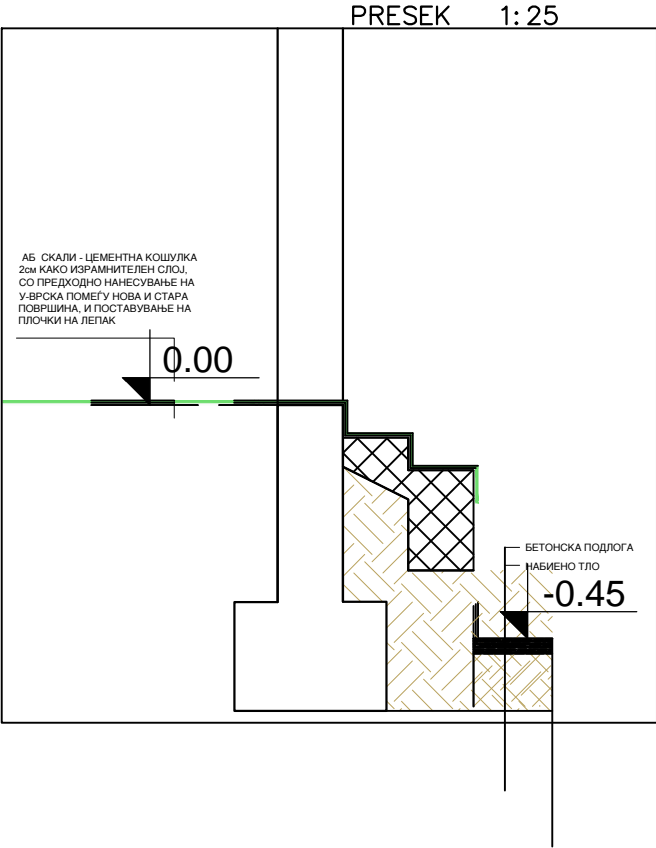 PRESEK 1:25
АБ СКАЛИ - ЦЕМЕНТНА КОШУЛКА
2см КАКО ИЗРАМНИТЕЛЕН СЛОЈ,
СО ПРЕДХОДНО НАНЕСУВАЊЕ НА
У-ВРСКА ПОМЕЃУ НОВА И СТАРА
ПОВРШИНА, И ПОСТАВУВАЊЕ НА
ПЛОЧКИ НА ЛЕПАК
0.00
БЕТОНСКА ПОДЛОГА
НАБИЕНО ТЛО
-0.45